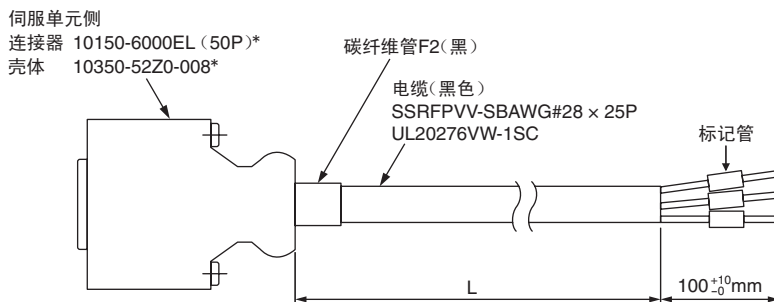 伺服单元侧
连接器 10150-6000EL（50P）*
壳体 10350-52Z0-008*
碳纤维管F2（黑）
电缆（黑色）
SSRFPVV-SBAWG#28 × 25P
UL20276VW-1SC
标记管
L
100 +10 -0 mm